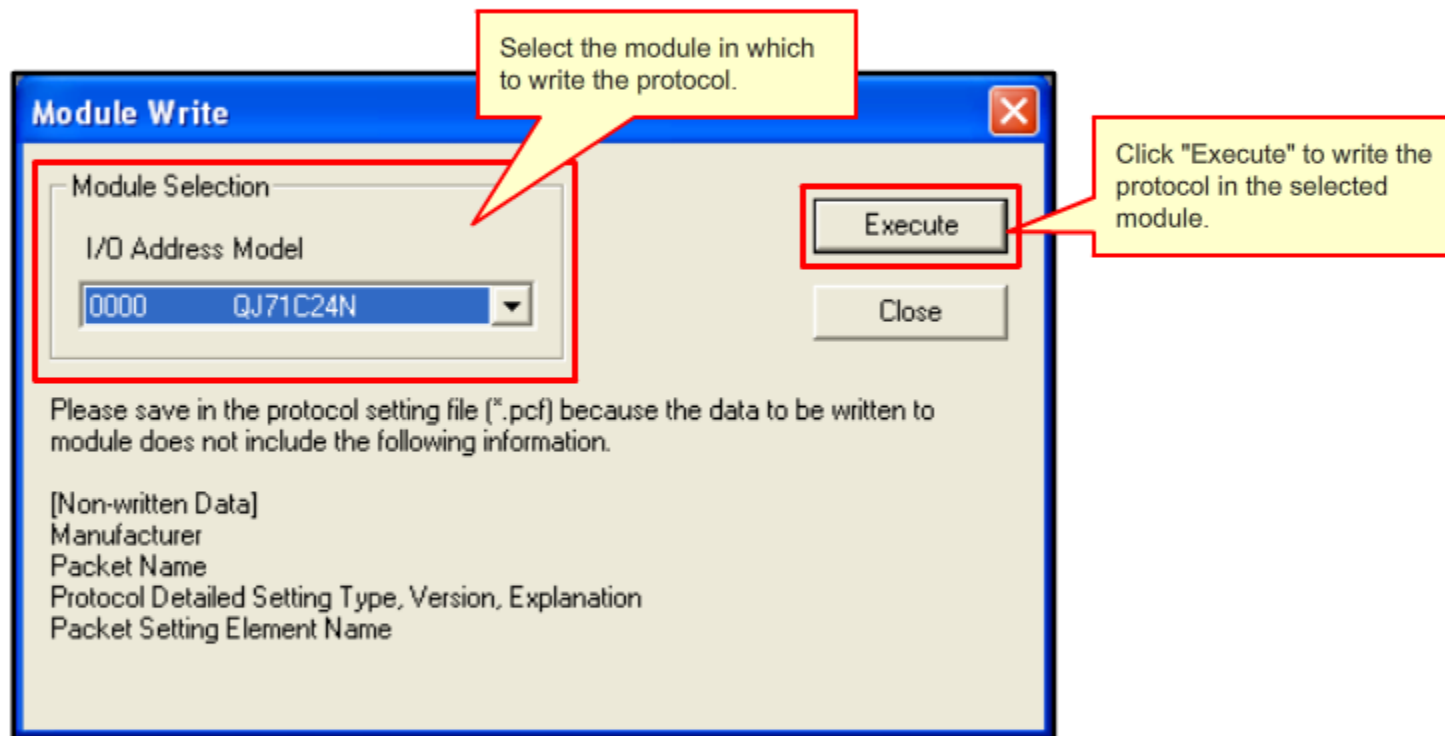 Select the module in which
to write the protocol.
Module Write
Click "Execute" to write the
protocol in the selected
module.
Module Selection
I/O Address Model
0000 QJ71C24N
Execute
Close
Please save in the protocol setting file (*.pcf) because the data to be written to
module does not include the following information.
[Non-written Data]
Manufacturer
Packet Name
Protocol Detailed Setting Type, Version, Explanation
Packet Setting Element Name